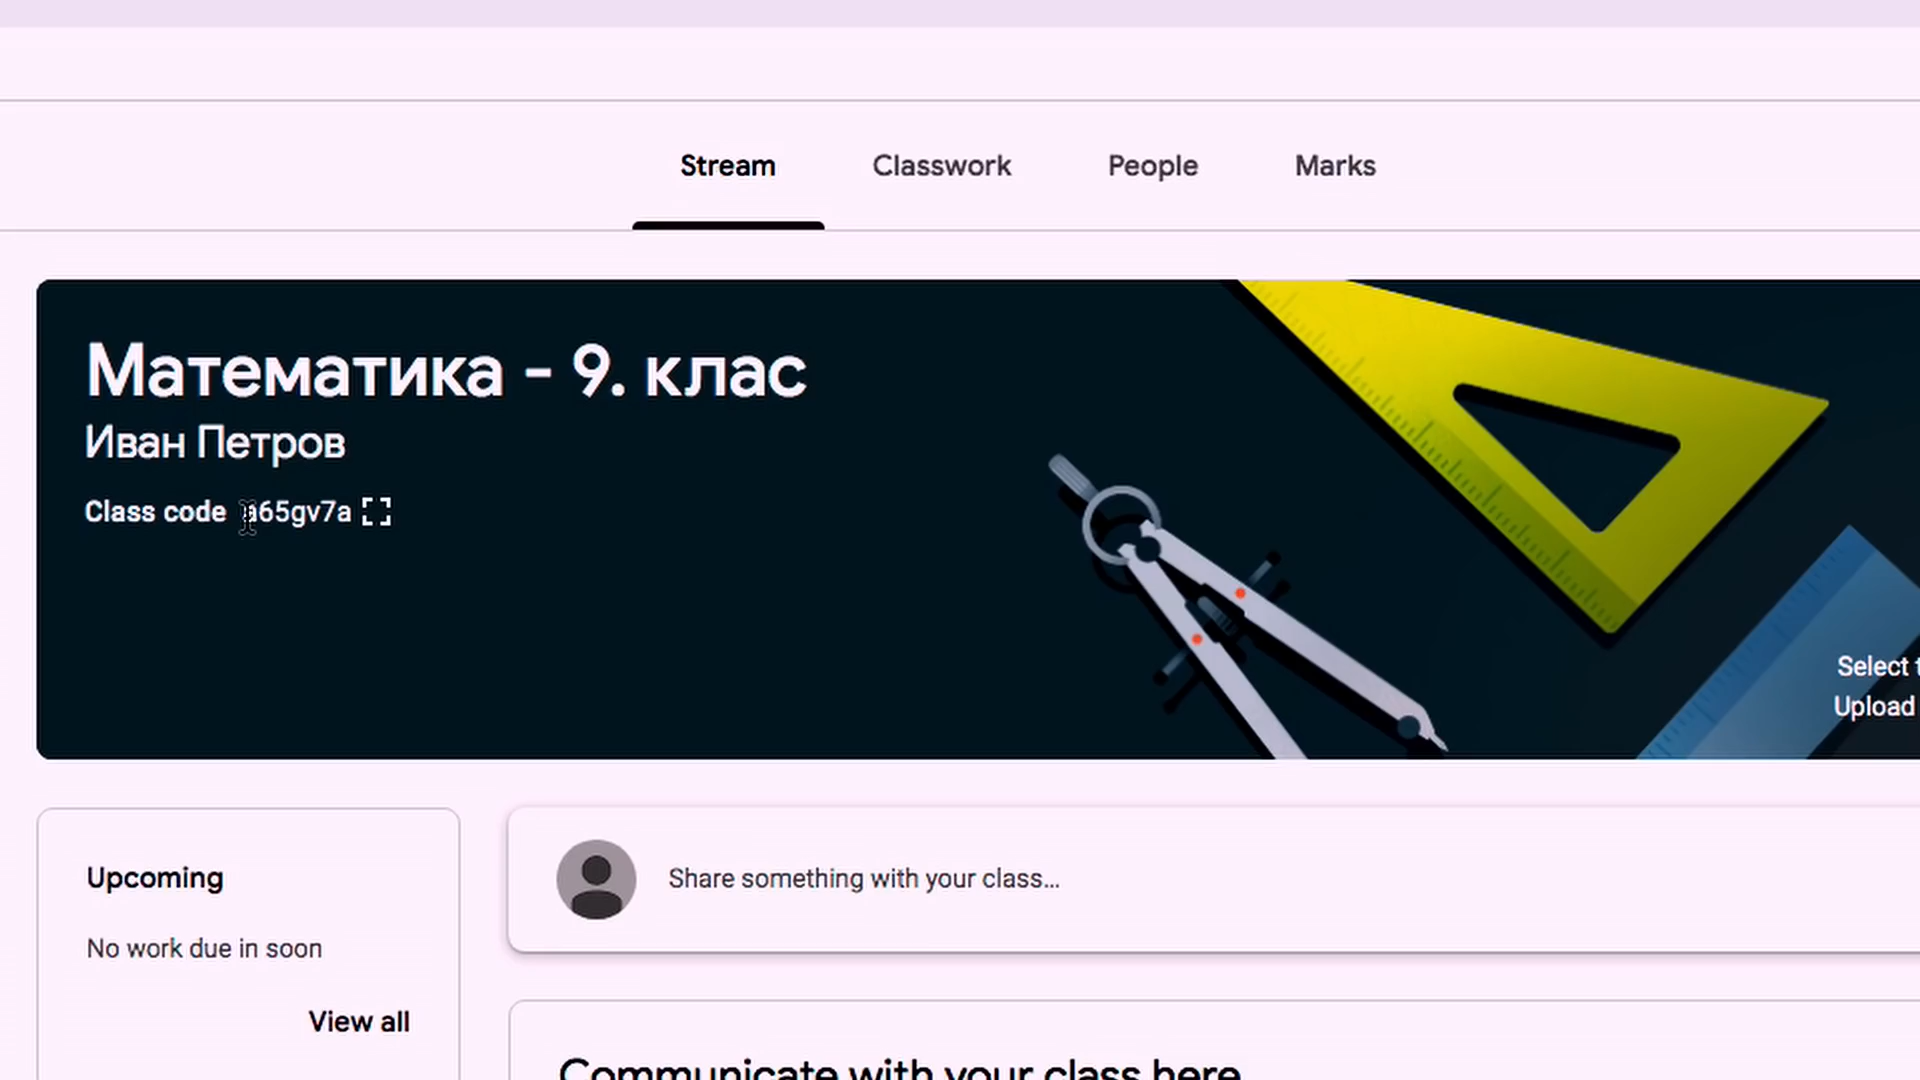 Stream Classwork People Marks
Математика - 9. клас
Иван Петров
Class code a65gv7a
Select t
Upload
Upcoming
No work due in soon
View all
Share something with your class...
Communicate with your class here